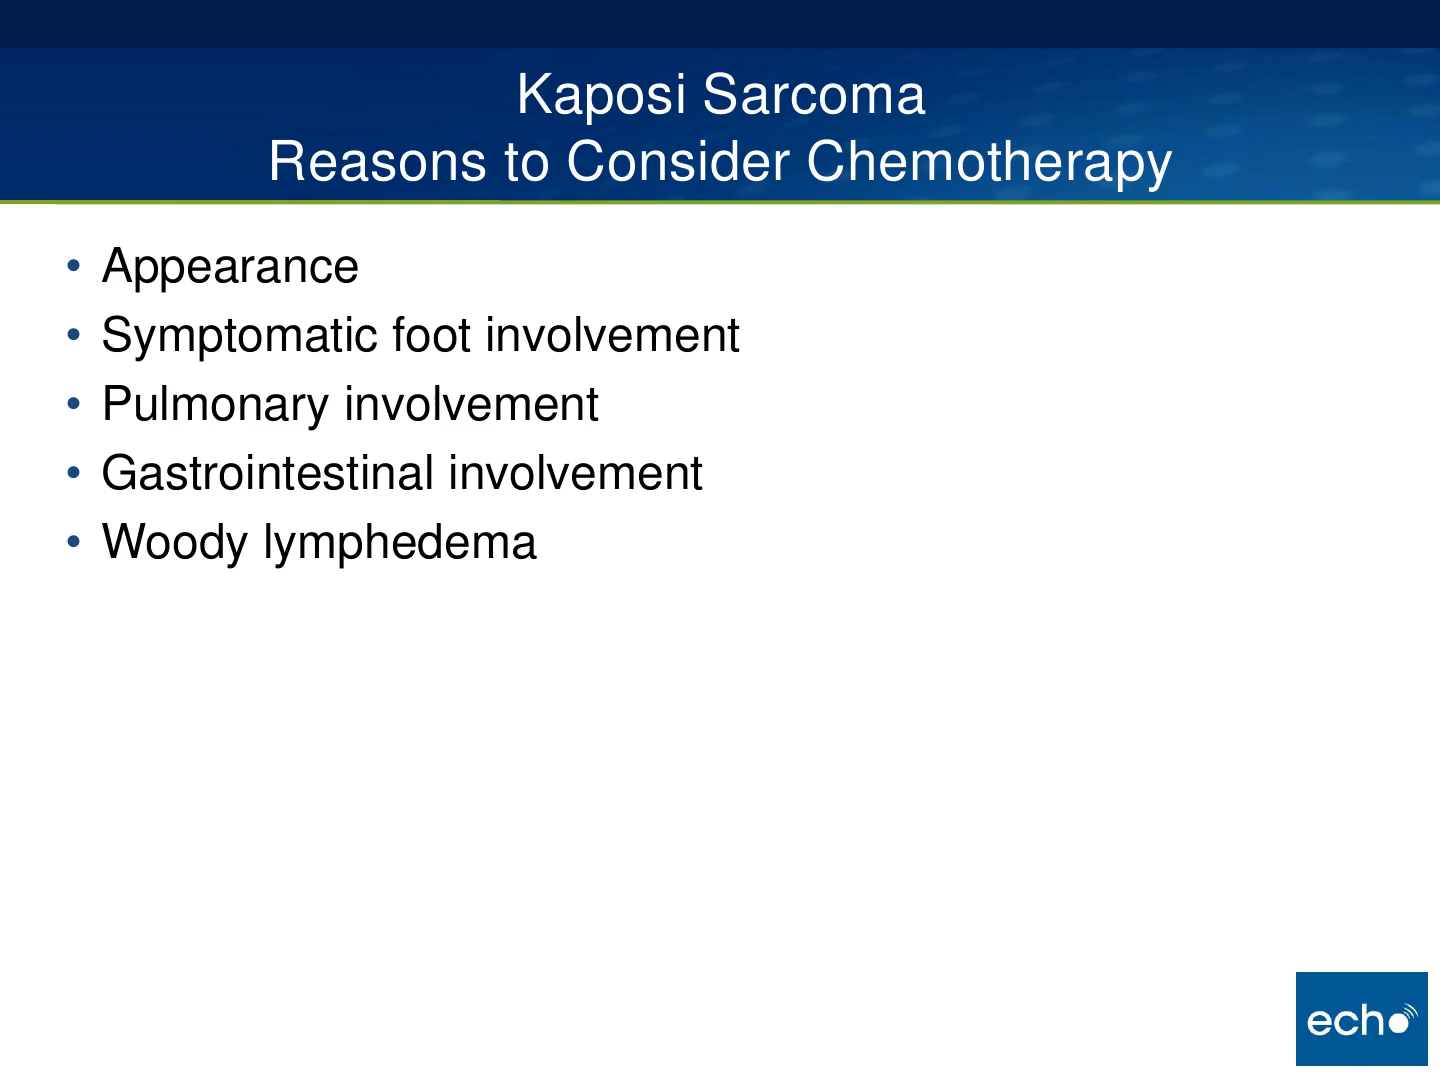 Kaposi Sarcoma
Reasons to Consider Chemotherapy
• Appearance
• Symptomatic foot involvement
• Pulmonary involvement
• Gastrointestinal involvement
• Woody lymphedema
echo